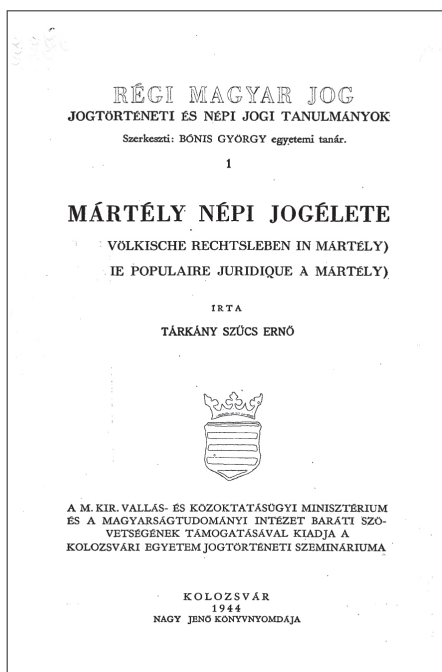 RÉGI MAGYAR JOG
JOGTÖRTÉNETI ÉS NÉPI JOGI TANULMÁNYOK
Szerkeszti: BÓNIS GYÖRGY egyetemi tanár.
1
MÁRTÉLY NÉPI JOGÉLETE
VÖLKISCHE RECHTSLEBEN IN MÁRTÉLY)
IE POPULAIRE JURIDIQUE À MÁRTÉLY)
IRTA
TÁRKÁNY SZÜCS ERNŐ
A M. KIR. VALLÁS- ÉS KÖZOKTATÁSÜGYI MINISZTÉRIUM
ÉS A MAGYARSÁGTUDOMÁNYI INTÉZET BARÁTI SZÖ-
VETSÉGÉNEK TÁMOGATÁSÁVAL KIADJA A
KOLOZSVÁRI EGYETEM JOGTÖRTÉNETI SZEMINÁRIUMA
KOLOZSVÁR
1944
NAGY JENŐ KÖNYVNYOMDÁJA